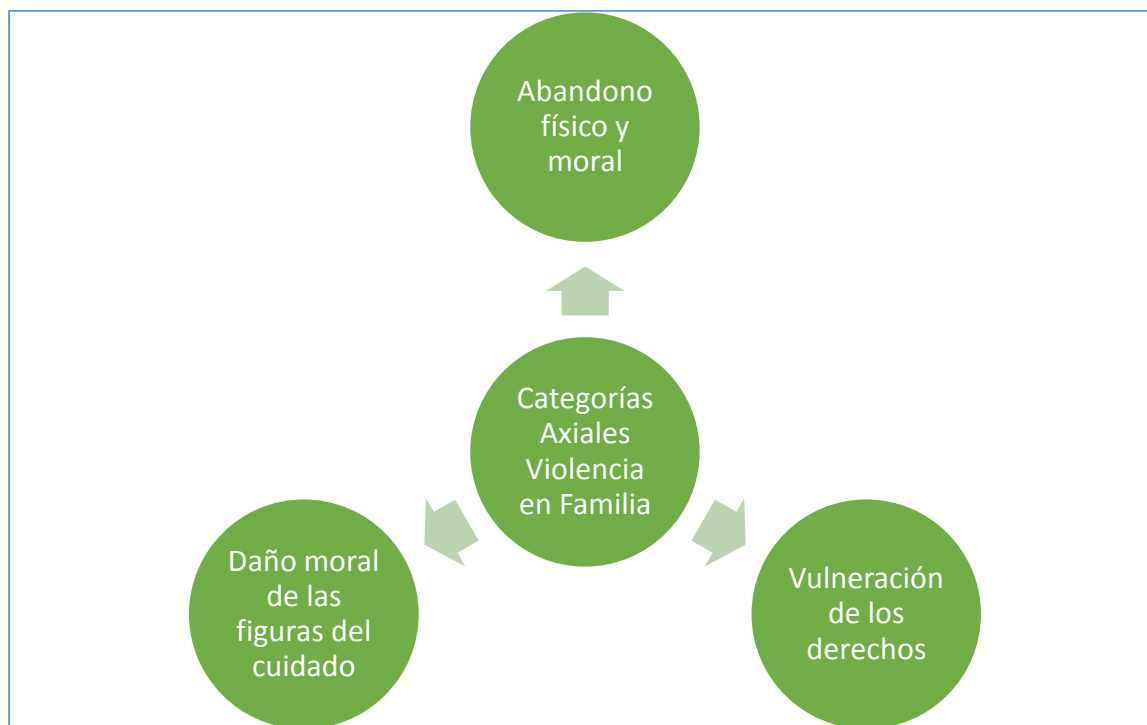 Abandono
físico y
moral
Categorías
Axiales
Violencia
en Familia
Daño moral
de las
figuras del
cuidado
Vulneración
de los
derechos